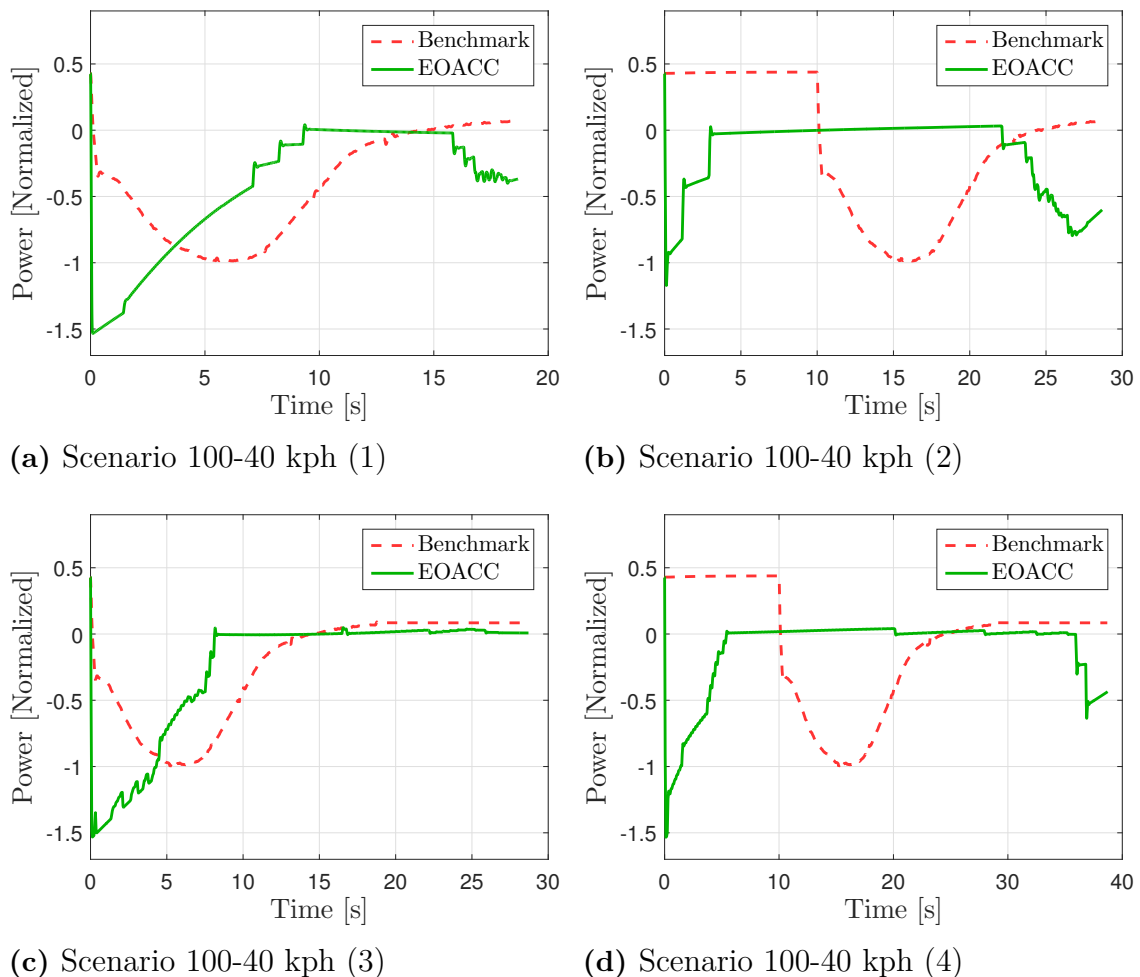 Benchmark
EOACC
Power [Normalized]
0.5
0
-0.5
-1
-1.5
0 5 10 15 20
Time [s]
(a) Scenario 100-40 kph (1)
Benchmark
EOACC
Power [Normalized]
0.5
0
-0.5
-1
-1.5
0 5 10 15 20 25 30
Time [s]
(b) Scenario 100-40 kph (2)
Benchmark
EOACC
Power [Normalized]
0.5
0
-0.5
-1
-1.5
0 5 10 15 20 25 30
Time [s]
(c) Scenario 100-40 kph (3)
Benchmark
EOACC
Power [Normalized]
0.5
0
-0.5
-1
-1.5
0 10 20 30 40
Time [s]
(d) Scenario 100-40 kph (4)